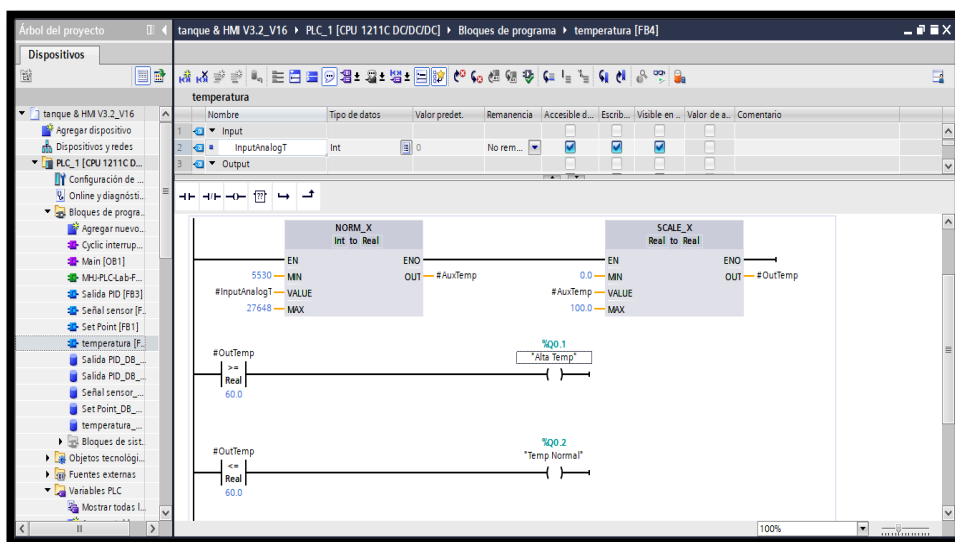 Árbol del proyecto
tanque & HMI V3.2_V16 ▸ PLC_1 [CPU 1211C DC/DC/DC] ▸ Bloques de programa ▸ temperatura [FB4]
Dispositivos
temperatura
Nombre Tipo de datos Valor predet. Remanencia Accesible d... Escrib... Visible en .. Valor de a.. Comentario
1 Input
2 InputAnalogT Int 0 No rem...
3 Output
tanque & HMI V3.2_V16
Agregar dispositivo
Dispositivos y redes
PLC_1 [CPU 1211C D...
Configuración de ...
Online y diagnósti...
Bloques de progra..
Agregar nuevo..
Cyclic interrup...
Main [OB1]
MHJ-PLC-Lab-F...
Salida PID [FB3]
Señal sensor [F..
Set Point [FB1]
temperatura [F..
Salida PID_DB_...
Salida PID_DB_...
Señal sensor_...
Set Point_DB_...
temperatura_...
Bloques de sist..
Objetos tecnológi...
Fuentes externas
Variables PLC
Mostrar todas l...
NORM_X
Int to Real
EN ENO
5530 MIN OUT #AuxTemp
#InputAnalogT VALUE
27648 MAX
SCALE_X
Real to Real
EN ENO
0.0 MIN OUT #OutTemp
#AuxTemp VALUE
100.0 MAX
#OutTemp
>=
Real
60.0
%Q0.1
"Alta Temp"
#OutTemp
<=
Real
60.0
%Q0.2
"Temp Normal"
100%